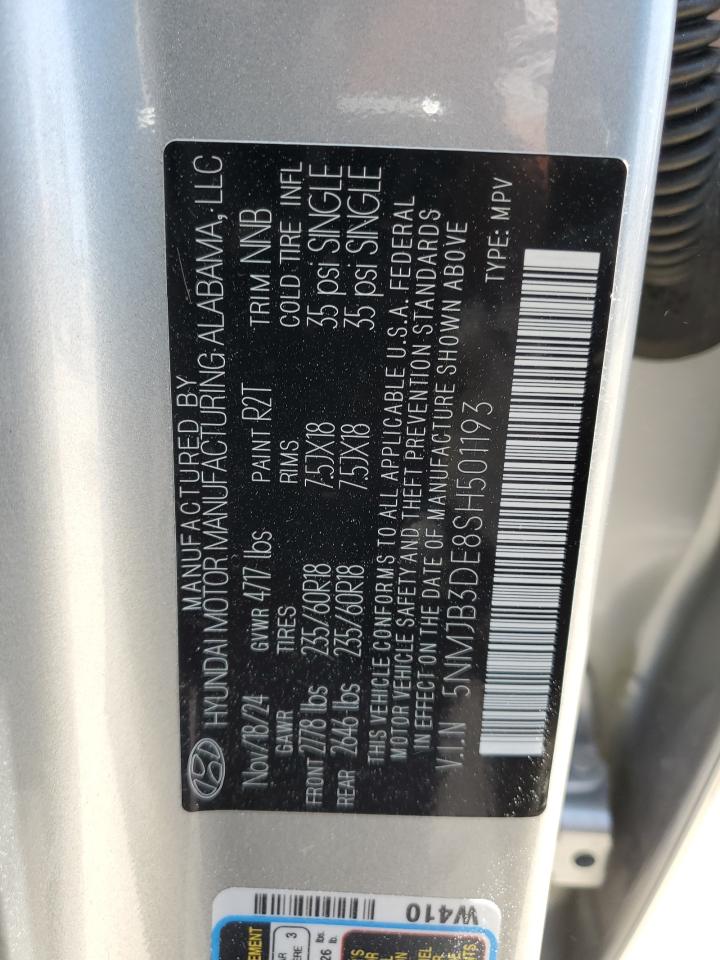 MANUFACTURED BY
HYUNDAI MOTOR MANUFACTURING ALABAMA, LLC
Nov/18/24 GVWR 4717 lbs PAINT R2T TRIM NNB
GAWR TIRES RIMS COLD TIRE INFL
FRONT 2778 lbs 235/60R18 7.5JX18 35 psi SINGLE
REAR 2646 lbs 235/60R18 7.5JX18 35 psi SINGLE
THIS VEHICLE CONFORMS TO ALL APPLICABLE U.S.A. FEDERAL
MOTOR VEHICLE SAFETY AND THEFT PREVENTION STANDARDS
IN EFFECT ON THE DATE OF MANUFACTURE SHOWN ABOVE
V.I.N 5NMJB3DE8SH501193 TYPE: MPV
W410
3